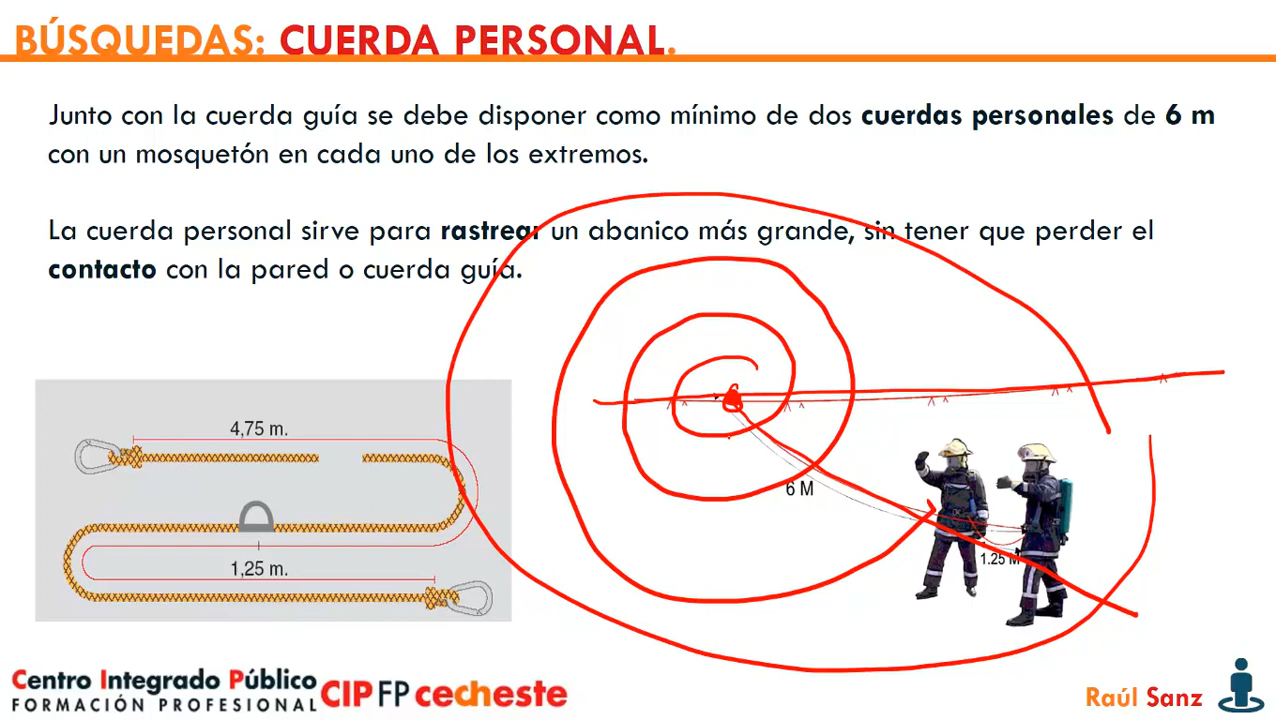 BÚSQUEDAS: CUERDA PERSONAL.
Junto con la cuerda guía se debe disponer como mínimo de dos cuerdas personales de 6 m
con un mosquetón en cada uno de los extremos.
La cuerda personal sirve para rastrear un abanico más grande, sin tener que perder el
contacto con la pared o cuerda guía.
4,75 m.
1,25 m.
6 M
1.25 M
Centro Integrado Público
FORMACIÓN PROFESIONAL
CIP FP cecheste
Raúl Sanz